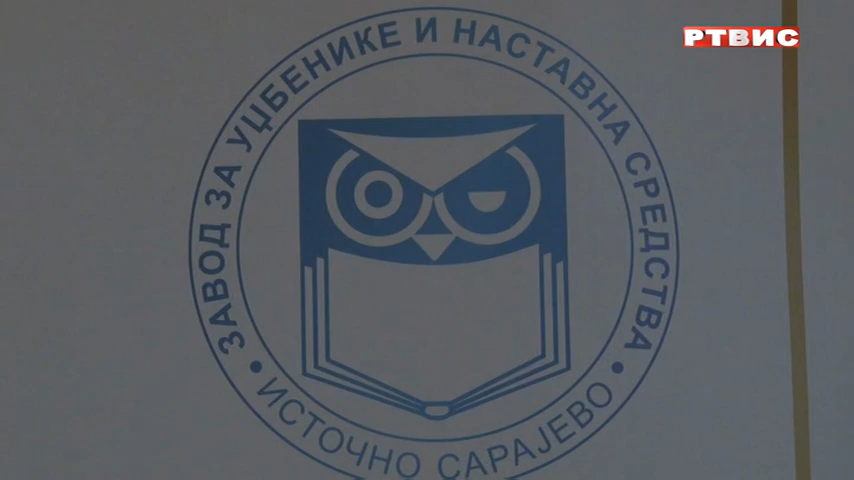 РТВИС
ЗАВОД ЗА УЏБЕНИКЕ И НАСТАВНА СРЕДСТВА
• ИСТОЧНО САРАЈЕВО •